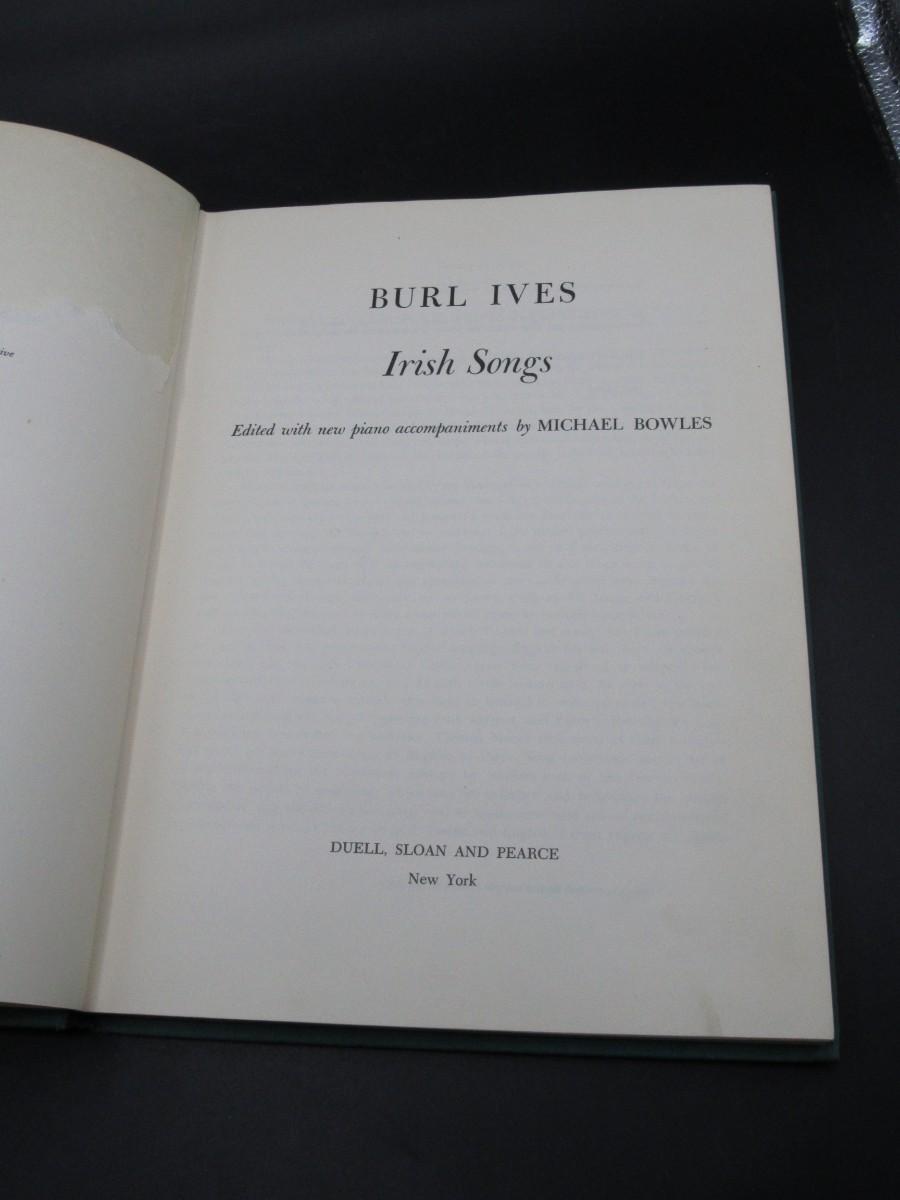 BURL IVES
Irish Songs
Edited with new piano accompaniments by MICHAEL BOWLES
DUELL, SLOAN AND PEARCE
New York